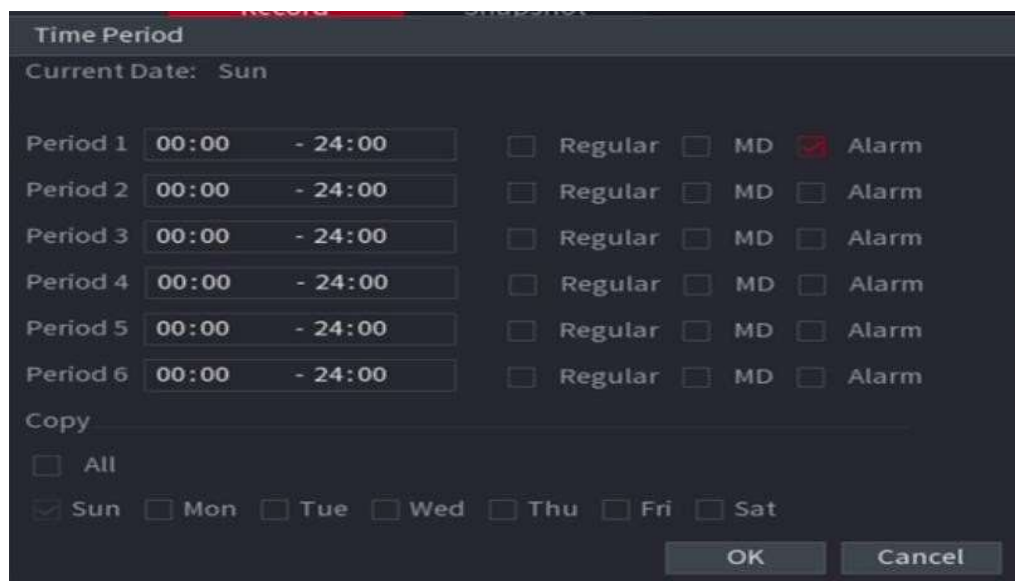 Record Snapshot
Time Period
Current Date: Sun
Period 1 00:00 - 24:00 Regular MD Alarm
Period 2 00:00 - 24:00 Regular MD Alarm
Period 3 00:00 - 24:00 Regular MD Alarm
Period 4 00:00 - 24:00 Regular MD Alarm
Period 5 00:00 - 24:00 Regular MD Alarm
Period 6 00:00 - 24:00 Regular MD Alarm
Copy
All
Sun Mon Tue Wed Thu Fri Sat
OK Cancel